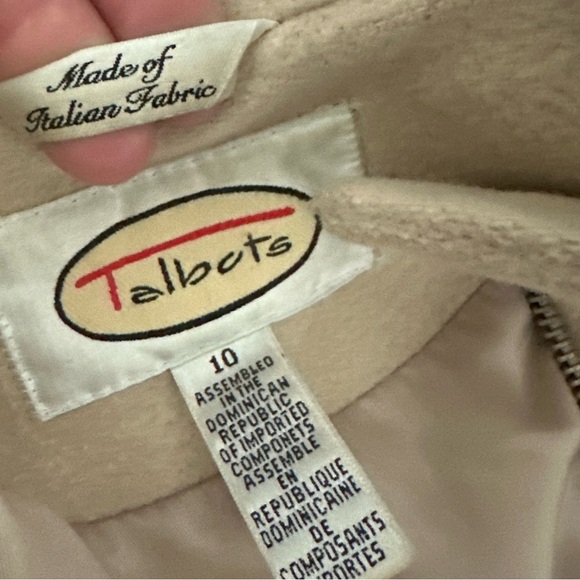 Made of
Italian Fabric
Talbots
10
ASSEMBLED
IN THE
DOMINICAN
REPUBLIC
OF IMPORTED
COMPONETS
ASSEMBLE
EN
REPUBLIQUE
DOMINICAINE
DE
COMPOSANTS
PORTES